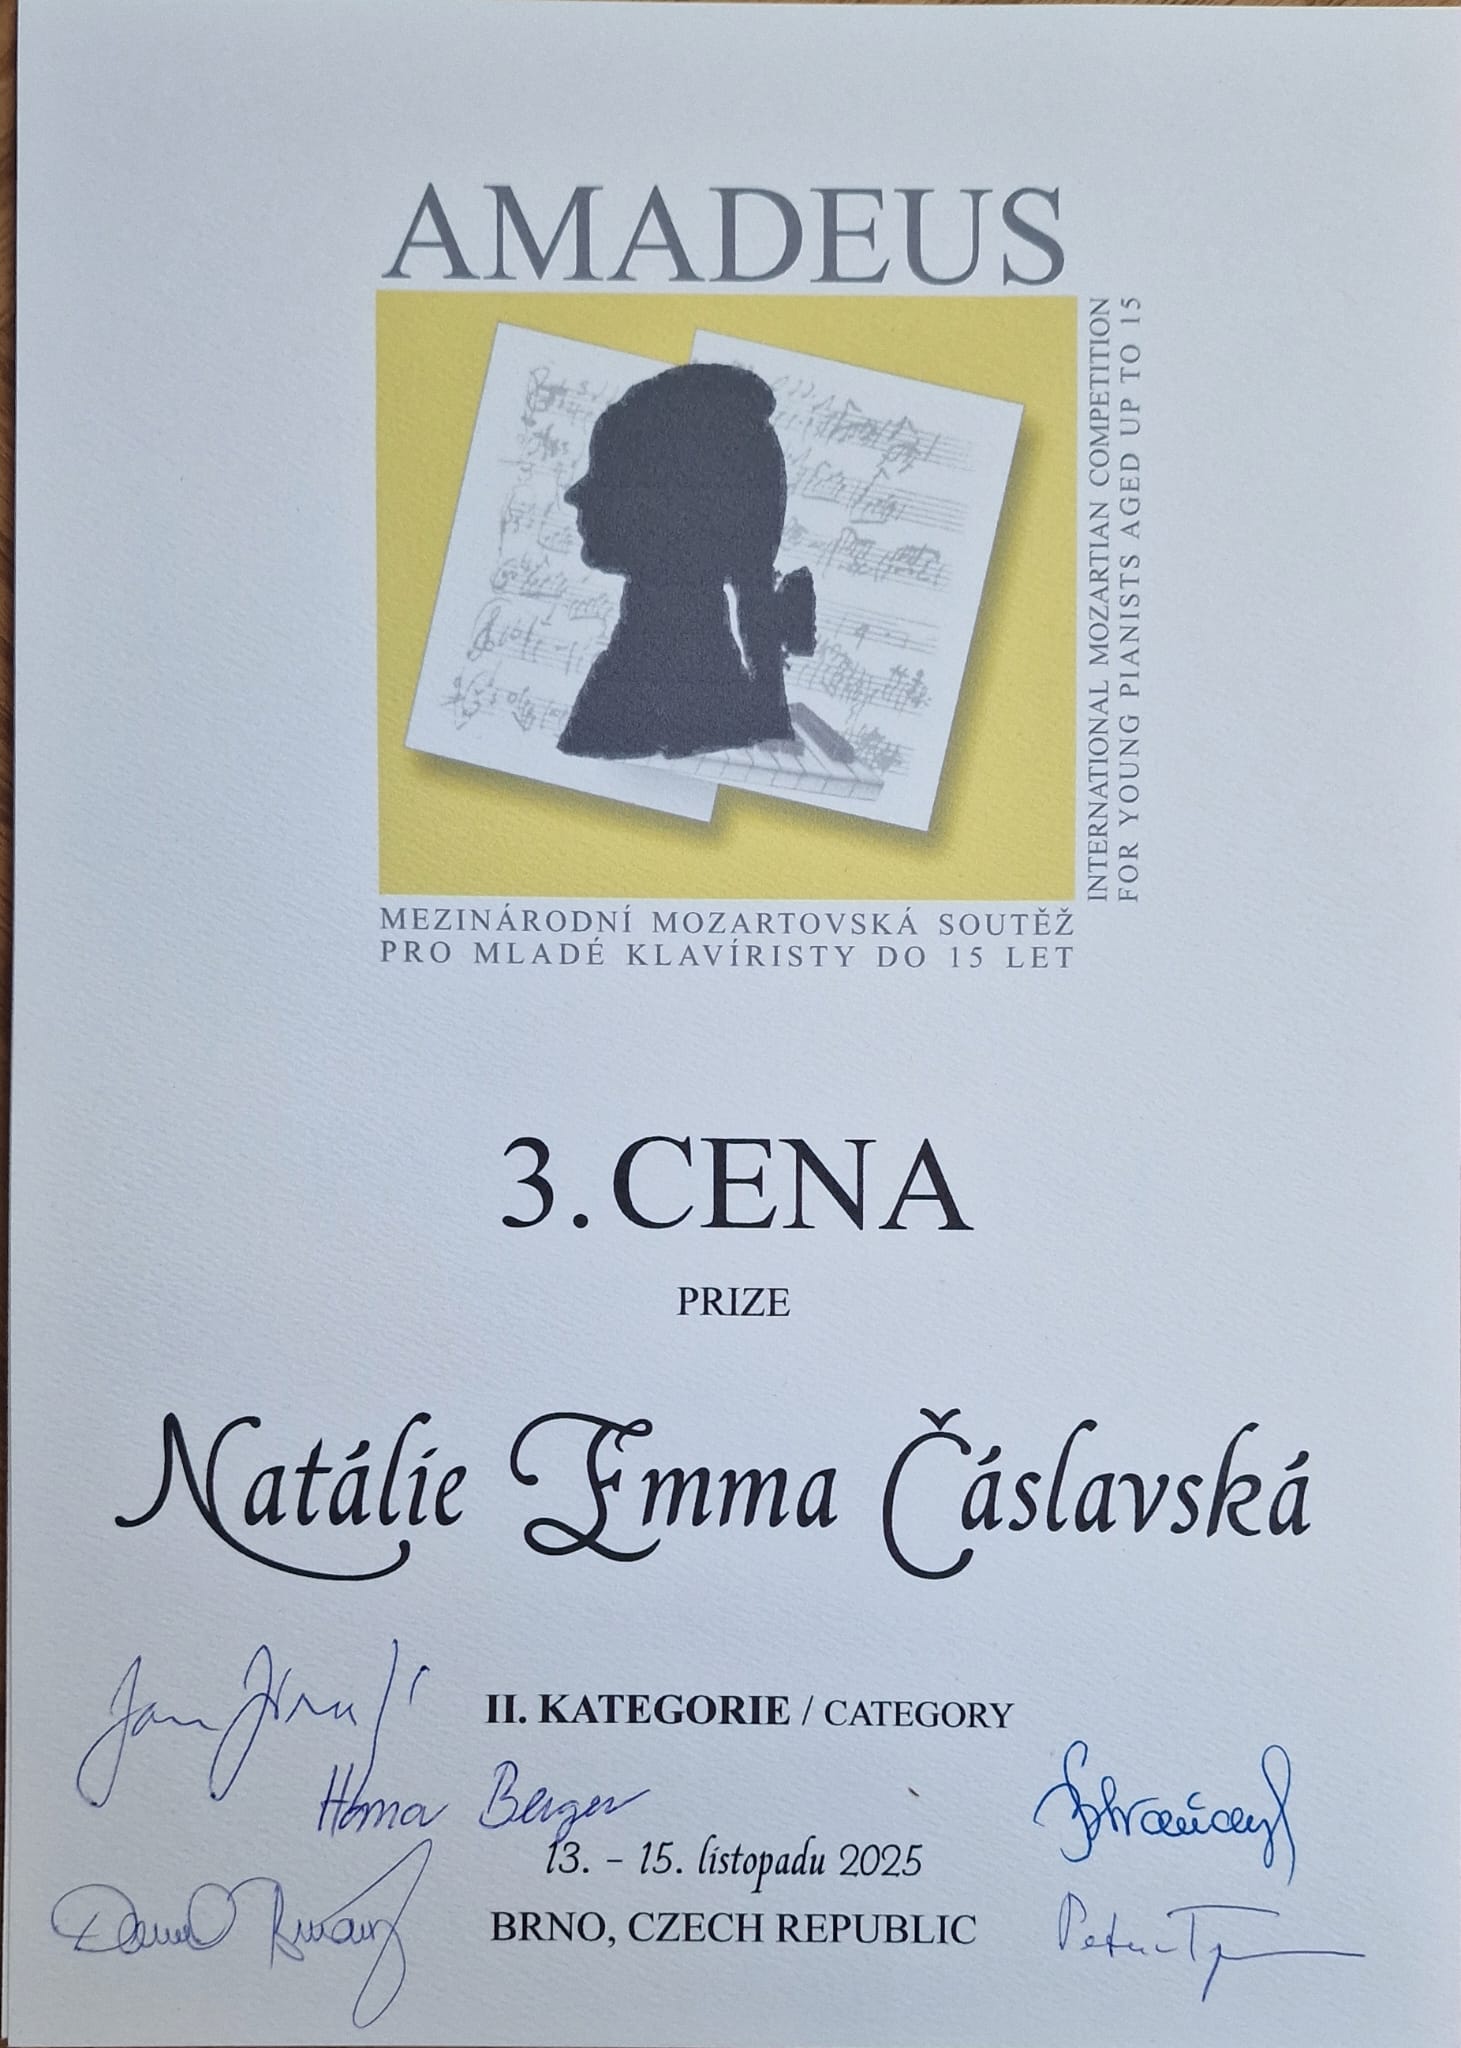 AMADEUS
INTERNATIONAL MOZARTIAN COMPETITION
FOR YOUNG PIANISTS AGED UP TO 15
MEZINÁRODNÍ MOZARTOVSKÁ SOUTĚŽ
PRO MLADÉ KLAVÍRISTY DO 15 LET
3. CENA
PRIZE
Natálie Emma Čáslavská
II. KATEGORIE / CATEGORY
Berger
13. – 15. listopadu 2025
BRNO, CZECH REPUBLIC